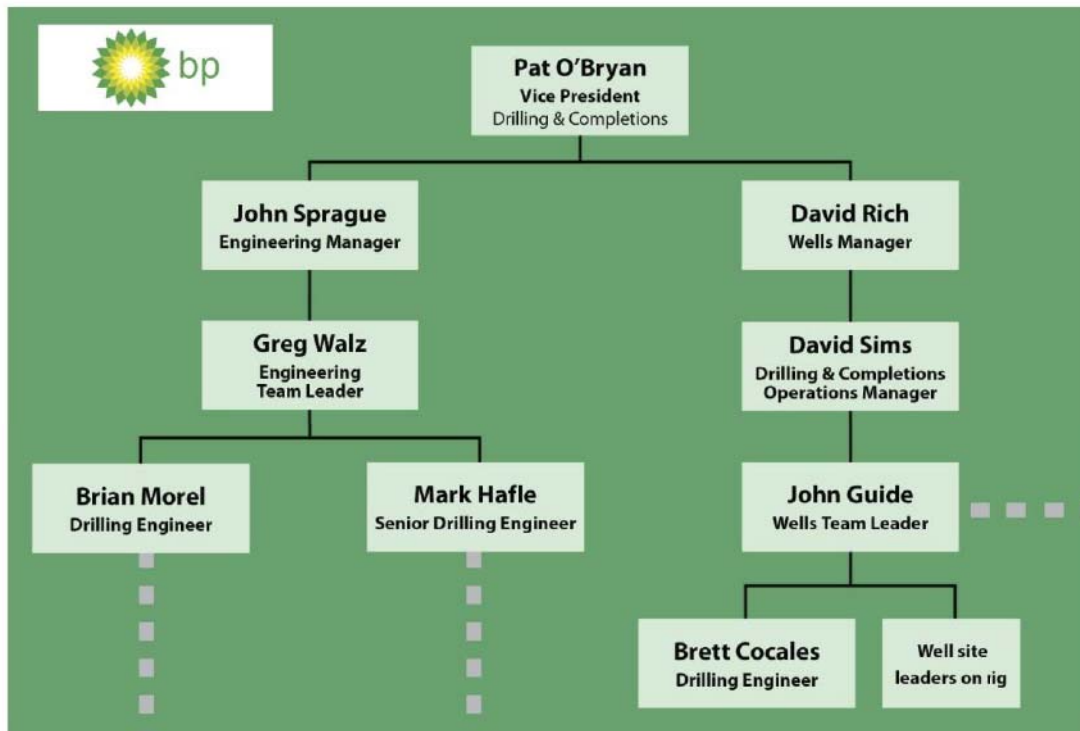 bp
Pat O’Bryan
Vice President
Drilling & Completions
John Sprague
Engineering Manager
David Rich
Wells Manager
Greg Walz
Engineering
Team Leader
David Sims
Drilling & Completions
Operations Manager
Brian Morel
Drilling Engineer
Mark Hafle
Senior Drilling Engineer
John Guide
Wells Team Leader
Brett Cocales
Drilling Engineer
Well site
leaders on rig